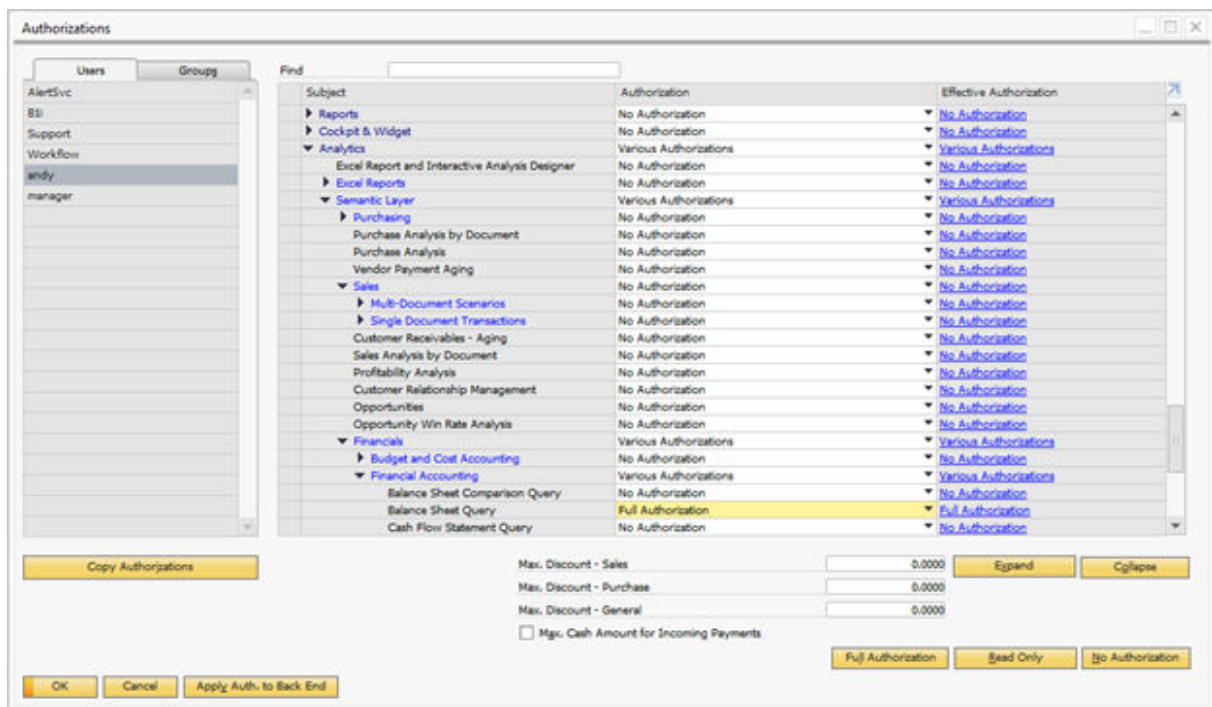 Authorizations
Users Groups Find
Subject Authorization Effective Authorization
AlertSvc
B1i
Support
Workflow
andy
manager
Reports No Authorization No Authorization
Cockpit & Widget No Authorization No Authorization
Analytics Various Authorizations Various Authorizations
Excel Report and Interactive Analysis Designer No Authorization No Authorization
Excel Reports No Authorization No Authorization
Semantic Layer Various Authorizations Various Authorizations
Purchasing No Authorization No Authorization
Purchase Analysis by Document No Authorization No Authorization
Purchase Analysis No Authorization No Authorization
Vendor Payment Aging No Authorization No Authorization
Sales No Authorization No Authorization
Multi-Document Scenarios No Authorization No Authorization
Single Document Transactions No Authorization No Authorization
Customer Receivables - Aging No Authorization No Authorization
Sales Analysis by Document No Authorization No Authorization
Profitability Analysis No Authorization No Authorization
Customer Relationship Management No Authorization No Authorization
Opportunities No Authorization No Authorization
Opportunity Win Rate Analysis No Authorization No Authorization
Financials Various Authorizations Various Authorizations
Budget and Cost Accounting No Authorization No Authorization
Financial Accounting Various Authorizations Various Authorizations
Balance Sheet Comparison Query No Authorization No Authorization
Balance Sheet Query Full Authorization Full Authorization
Cash Flow Statement Query No Authorization No Authorization
Copy Authorizations
Max. Discount - Sales 0.0000 Expand Collapse
Max. Discount - Purchase 0.0000
Max. Discount - General 0.0000
Max. Cash Amount for Incoming Payments
Full Authorization Read Only No Authorization
OK Cancel Apply Auth. to Back End